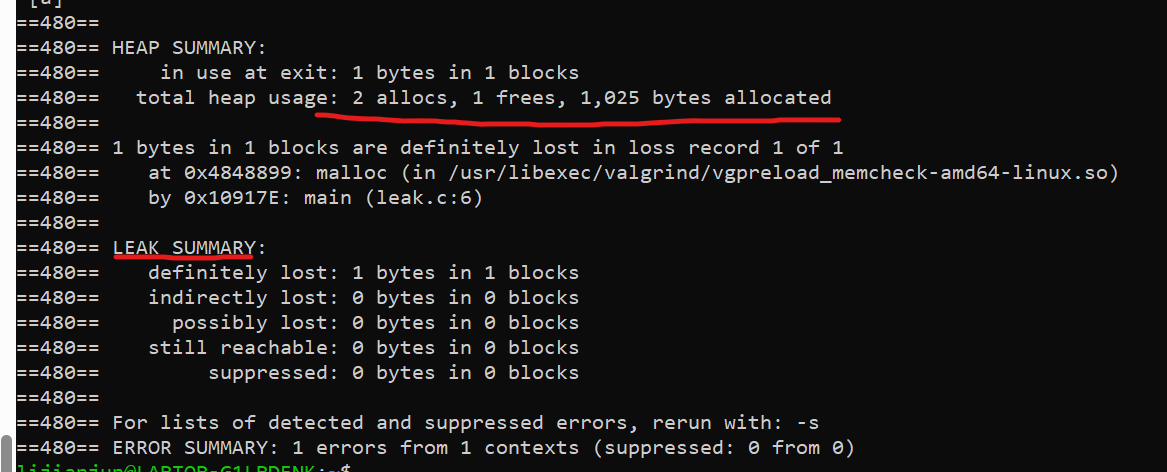 [a]
==480==
==480== HEAP SUMMARY:
==480==     in use at exit: 1 bytes in 1 blocks
==480==   total heap usage: 2 allocs, 1 frees, 1,025 bytes allocated
==480==
==480== 1 bytes in 1 blocks are definitely lost in loss record 1 of 1
==480==    at 0x4848899: malloc (in /usr/libexec/valgrind/vgpreload_memcheck-amd64-linux.so)
==480==    by 0x10917E: main (leak.c:6)
==480==
==480== LEAK SUMMARY:
==480==    definitely lost: 1 bytes in 1 blocks
==480==    indirectly lost: 0 bytes in 0 blocks
==480==      possibly lost: 0 bytes in 0 blocks
==480==    still reachable: 0 bytes in 0 blocks
==480==         suppressed: 0 bytes in 0 blocks
==480==
==480== For lists of detected and suppressed errors, rerun with: -s
==480== ERROR SUMMARY: 1 errors from 1 contexts (suppressed: 0 from 0)